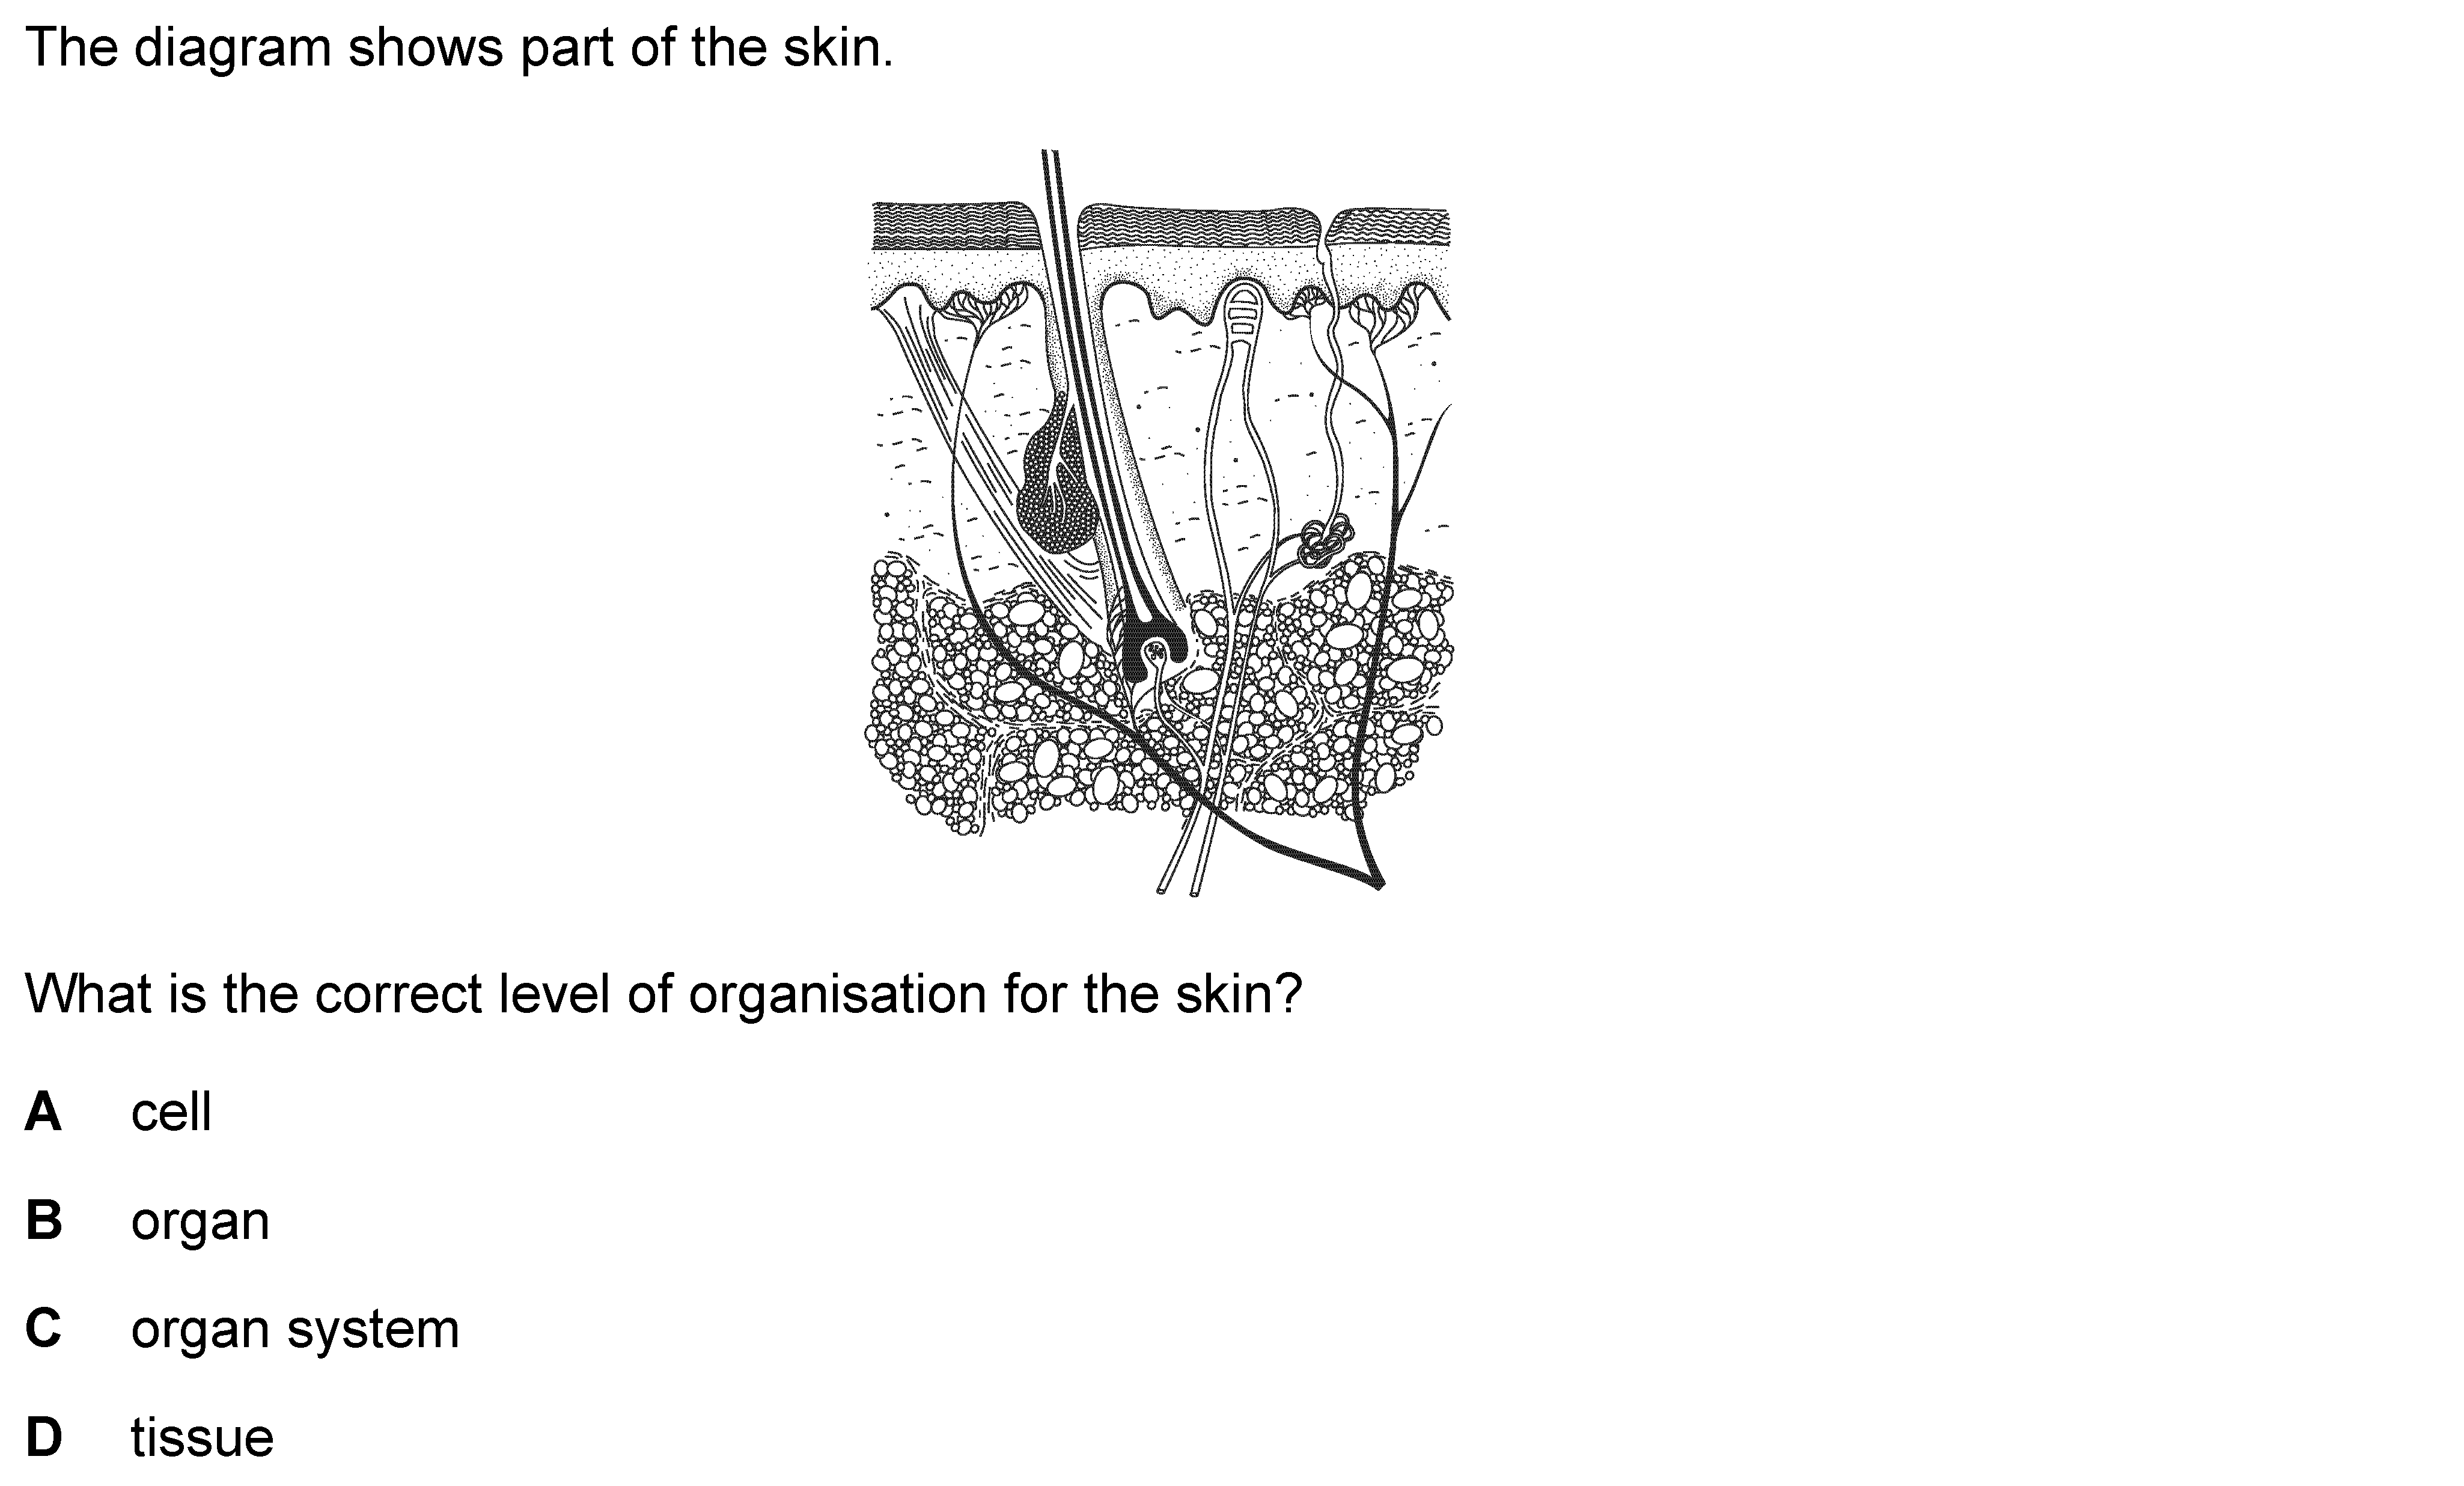 The diagram shows part of the skin.
What is the correct level of organisation for the skin?
A cell
B organ
C organ system
D tissue